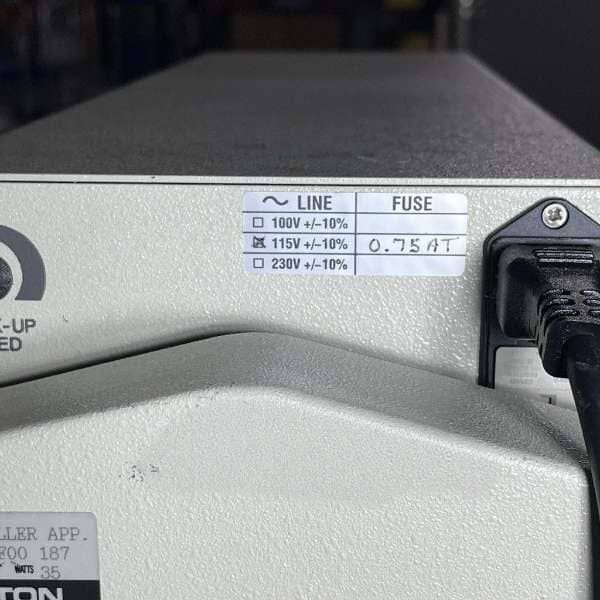 ~ LINE FUSE
☐ 100V +/-10%
☒ 115V +/-10% 0.75AT
☐ 230V +/-10%
K-UP
ED
LLER APP.
F00 187
WATTS 35
TON